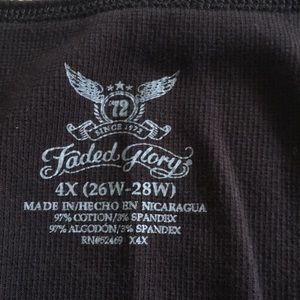 '72
SINCE 1972
Faded Glory
4X (26W-28W)
MADE IN/HECHO EN NICARAGUA
97% COTTON/3% SPANDEX
97% ALGODÓN/3% SPANDEX
RN#52469 X4X